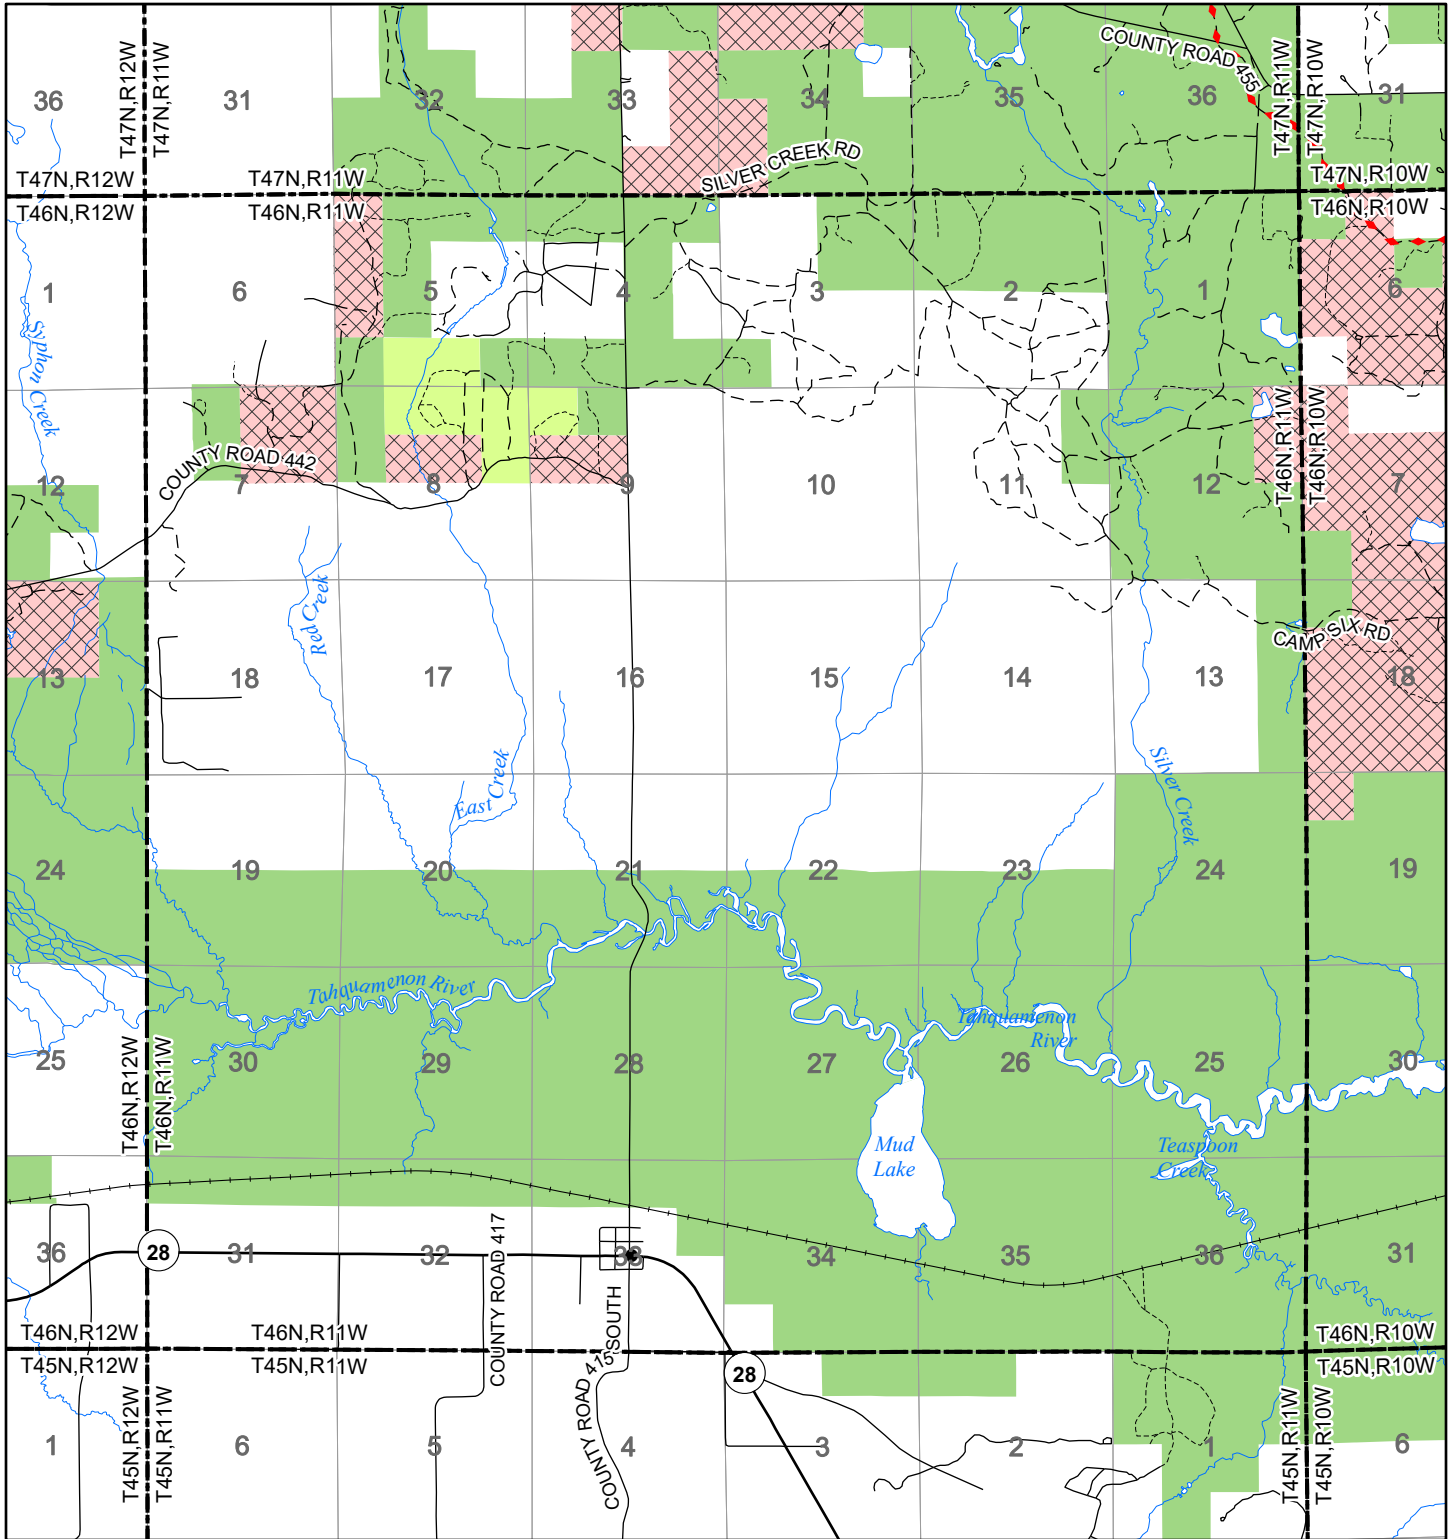 COUNTY ROAD 455
T47N,R12W
T47N,R11W
T47N,R11W
T47N,R10W
36
31
32
33
34
35
36
31
SILVER CREEK RD
T47N,R12W
T47N,R11W
T47N,R10W
T46N,R12W
T46N,R11W
T46N,R10W
1
6
5
4
3
2
1
6
Syphon Creek
T46N,R11W
T46N,R10W
COUNTY ROAD 442
12
7
8
9
10
11
12
7
Red Creek
CAMP SIX RD
13
18
17
16
15
14
13
18
East Creek
Silver Creek
24
19
20
21
22
23
24
19
Tahquamenon River
Tahquamenon
River
25
30
29
28
27
26
25
30
T46N,R12W
T46N,R11W
Mud
Lake
Teaspoon
Creek
COUNTY ROAD 417
36
28
31
32
33
34
35
36
31
T46N,R12W
T46N,R11W
T46N,R10W
T45N,R12W
T45N,R11W
T45N,R10W
COUNTY ROAD 415 SOUTH
28
T45N,R12W
T45N,R11W
T45N,R11W
T45N,R10W
1
6
5
4
3
2
1
6